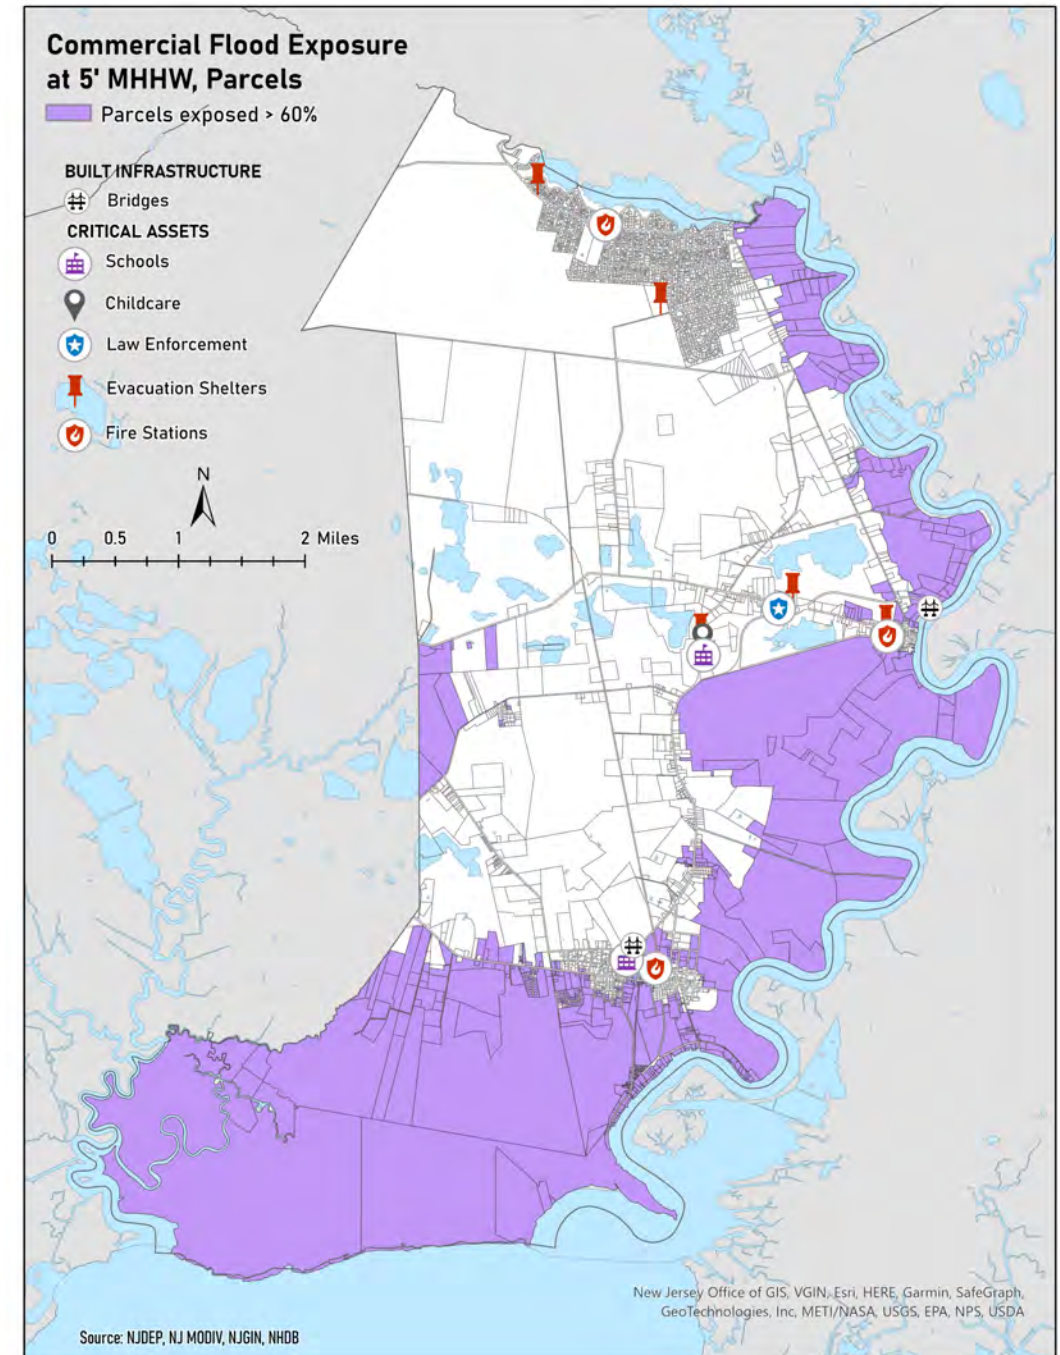 Commercial Flood Exposure
at 5' MHHW, Parcels
Parcels exposed > 60%
BUILT INFRASTRUCTURE
Bridges
CRITICAL ASSETS
Schools
Childcare
Law Enforcement
Evacuation Shelters
Fire Stations
N
0 0.5 1 2 Miles
New Jersey Office of GIS, VGIN, Esri, HERE, Garmin, SafeGraph,
GeoTechnologies, Inc, METI/NASA, USGS, EPA, NPS, USDA
Source: NJDEP, NJ MODIV, NJGIN, NHDB